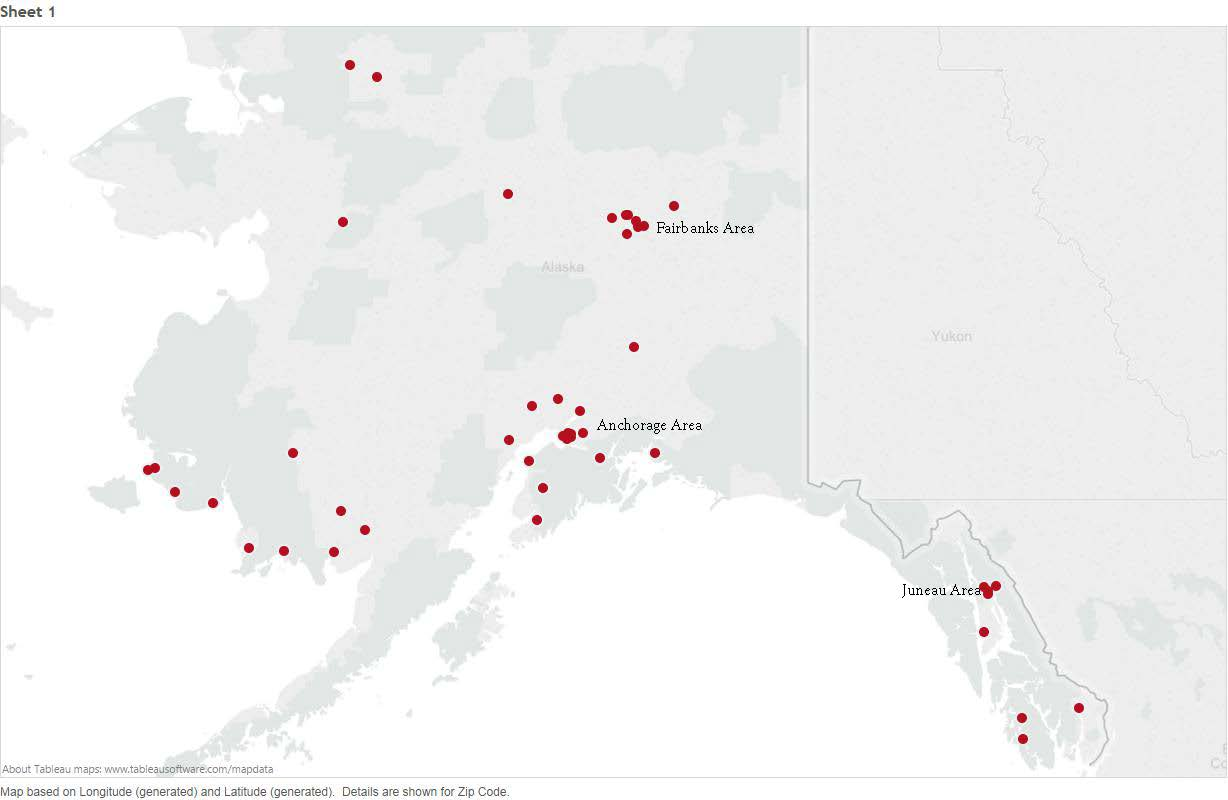 Sheet 1
Fairbanks Area
Alaska
Yukon
Anchorage Area
Juneau Area
About Tableau maps: www.tableausoftware.com/mapdata
Map based on Longitude (generated) and Latitude (generated).  Details are shown for Zip Code.